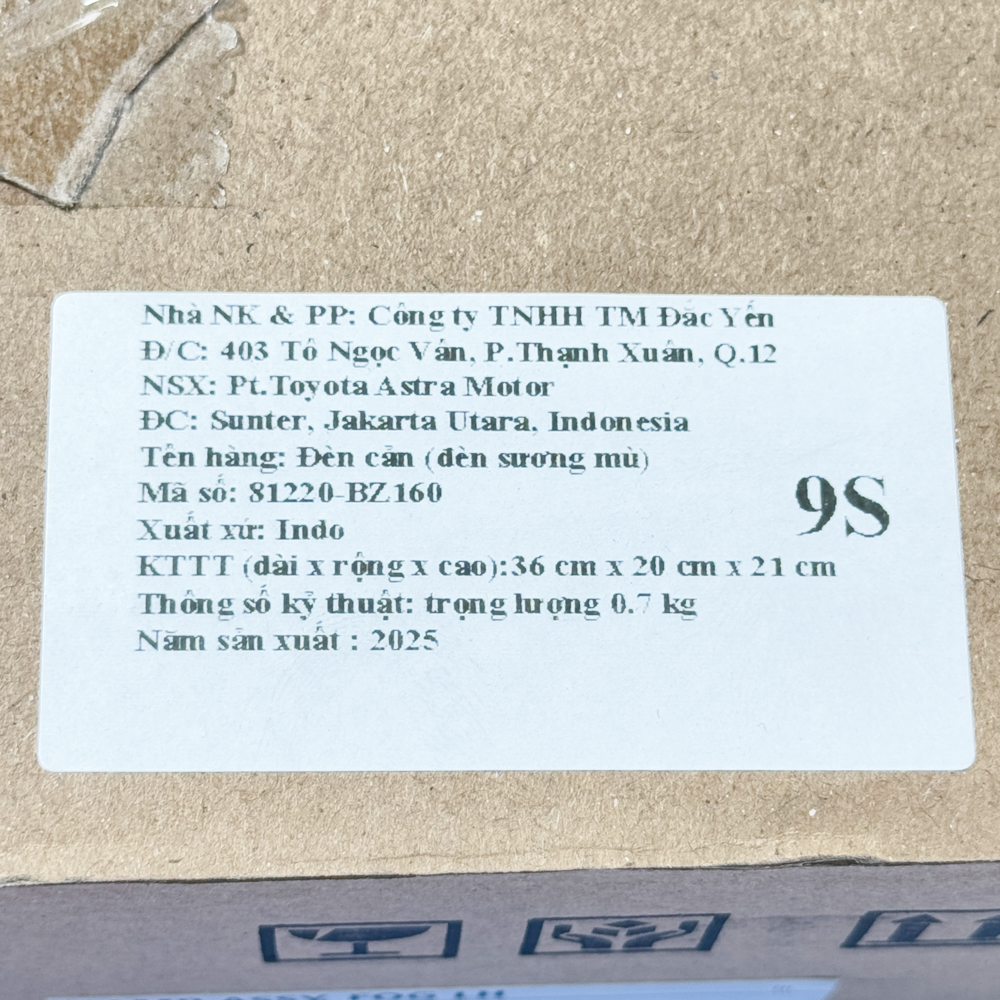 Nhà NK & PP: Công ty TNHH TM Đắc Yến
Đ/C: 403 Tô Ngọc Vân, P.Thạnh Xuân, Q.12
NSX: Pt.Toyota Astra Motor
ĐC: Sunter, Jakarta Utara, Indonesia
Tên hàng: Đèn cản (đèn sương mù)
Mã số: 81220-BZ160
9S
Xuất xứ: Indo
KTTT (dài x rộng x cao):36 cm x 20 cm x 21 cm
Thông số kỹ thuật: trọng lượng 0.7 kg
Năm sản xuất : 2025